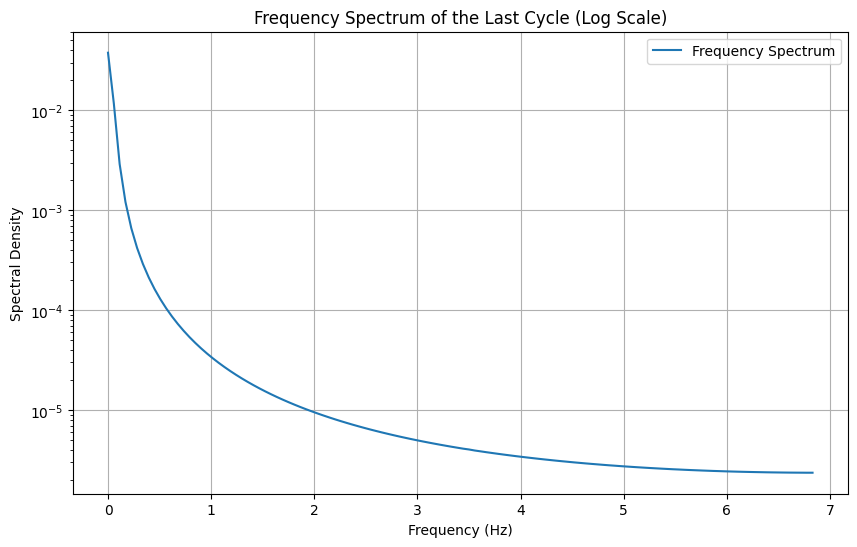 Frequency Spectrum of the Last Cycle (Log Scale)
Frequency Spectrum
Spectral Density
10⁻²
10⁻³
10⁻⁴
10⁻⁵
0 1 2 3 4 5 6 7
Frequency (Hz)